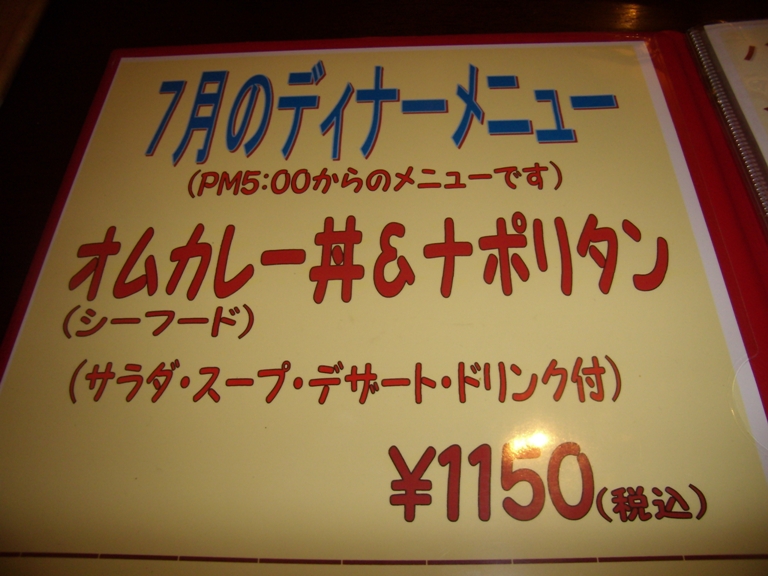 7月のディナーメニュー
(PM5:00からのメニューです)
オムカレー丼&ナポリタン
(シーフード)
(サラダ・スープ・デザート・ドリンク付)
¥1150(税込)